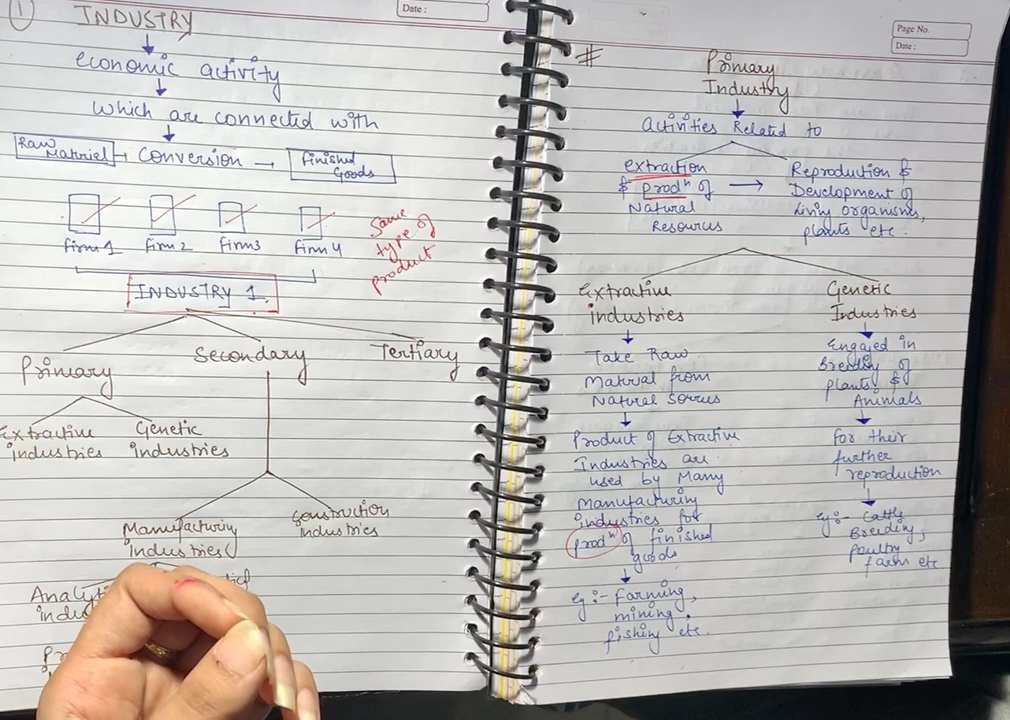 1
INDUSTRY
Date :
economic activity
which are connected with
Raw Matrial
Conversion
Finished Goods
firm 1 firm 2 firm 3 firm 4
Same
type of
product
INDUSTRY 1
Primary Secondary Tertiary
Extractive industries
Genetic industries
Manufacturing industries
Construction industries
Page No.
Date :
#
Primary
Industry
Activities Related to
extraction
& prodⁿ of
Natural
Resources
Reproduction &
Development of
living organisms,
plants etc.
Extractive
industries
Take Raw
Matrial from
Natural
Product of Extractive
Industries are
used by Many
manufacturing
industries for
prodⁿ of finished
goods
eg :- Farming,
mining,
fishing etc.
Genetic
Industries
Engaged in
Breeding of
plants &
Animals
for their
further
reproduction
eg:- Cattle
Breeding,
poultry
farm etc